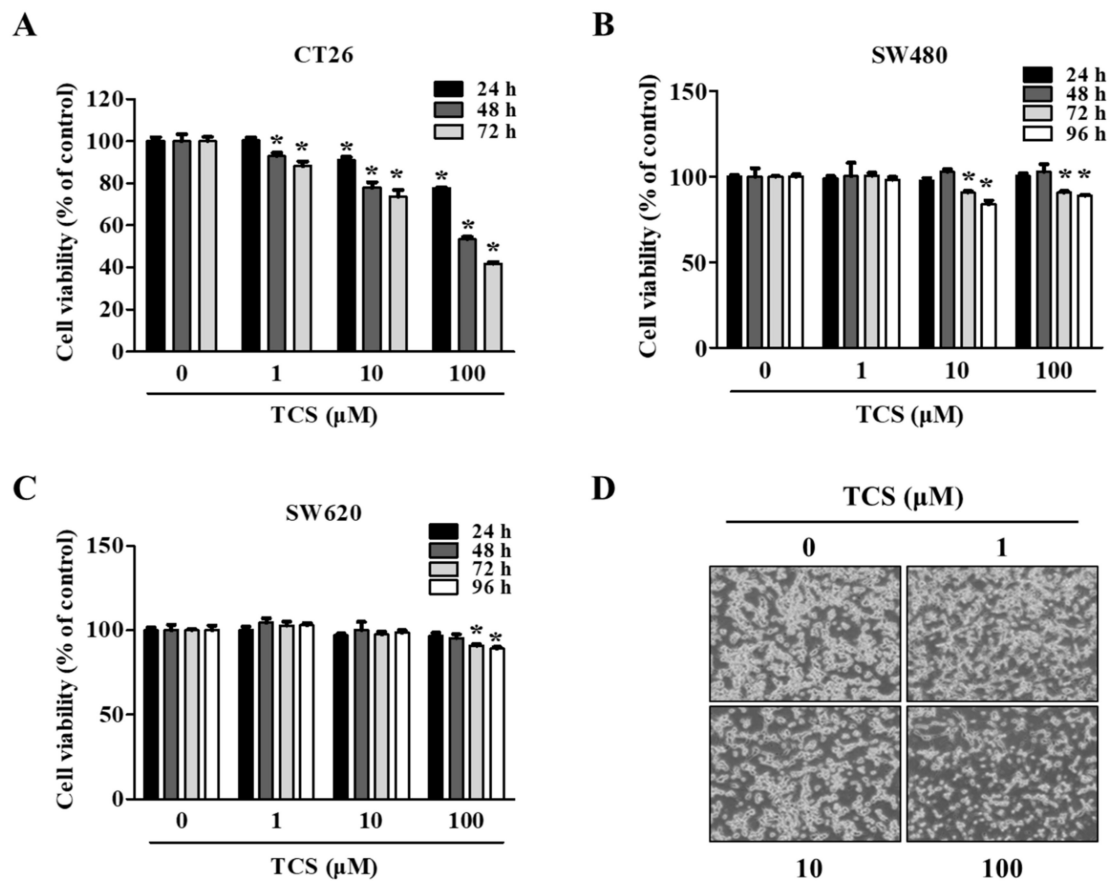 A
CT26
24 h
48 h
72 h
Cell viability (% of control)
120
100
80
60
40
20
0
* * * * * * * *
0 1 10 100
TCS (μM)
B
SW480
24 h
48 h
72 h
96 h
Cell viability (% of control)
150
100
50
0
* * * *
0 1 10 100
TCS (μM)
C
SW620
24 h
48 h
72 h
96 h
Cell viability (% of control)
150
100
50
0
* *
0 1 10 100
TCS (μM)
D
TCS (μM)
0 1
10 100